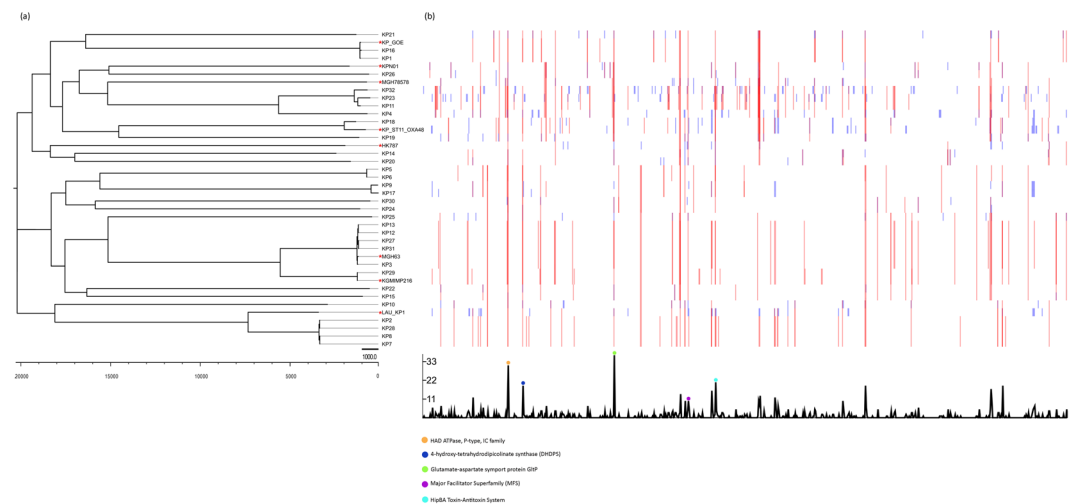 (a)
(b)
KP21
*KP_GOE
KP16
KP1
*KPN01
KP26
*MGH78578
KP32
KP23
KP11
KP4
KP18
*KP_ST11_OXA48
KP19
*HK787
KP14
KP20
KP5
KP6
KP9
KP17
KP30
KP24
KP25
KP13
KP12
KP27
KP31
*MGH63
KP3
KP29
*KGMIMP216
KP22
KP15
KP10
*LAU_KP1
KP2
KP28
KP8
KP7
1000.0
20000 15000 10000 5000 0
33
22
11
HAD ATPase, P-type, IC family
4-hydroxy-tetrahydrodipicolinate synthase (DHDPS)
Glutamate-aspartate symport protein GltP
Major Facilitator Superfamily (MFS)
HipBA Toxin-Antitoxin System